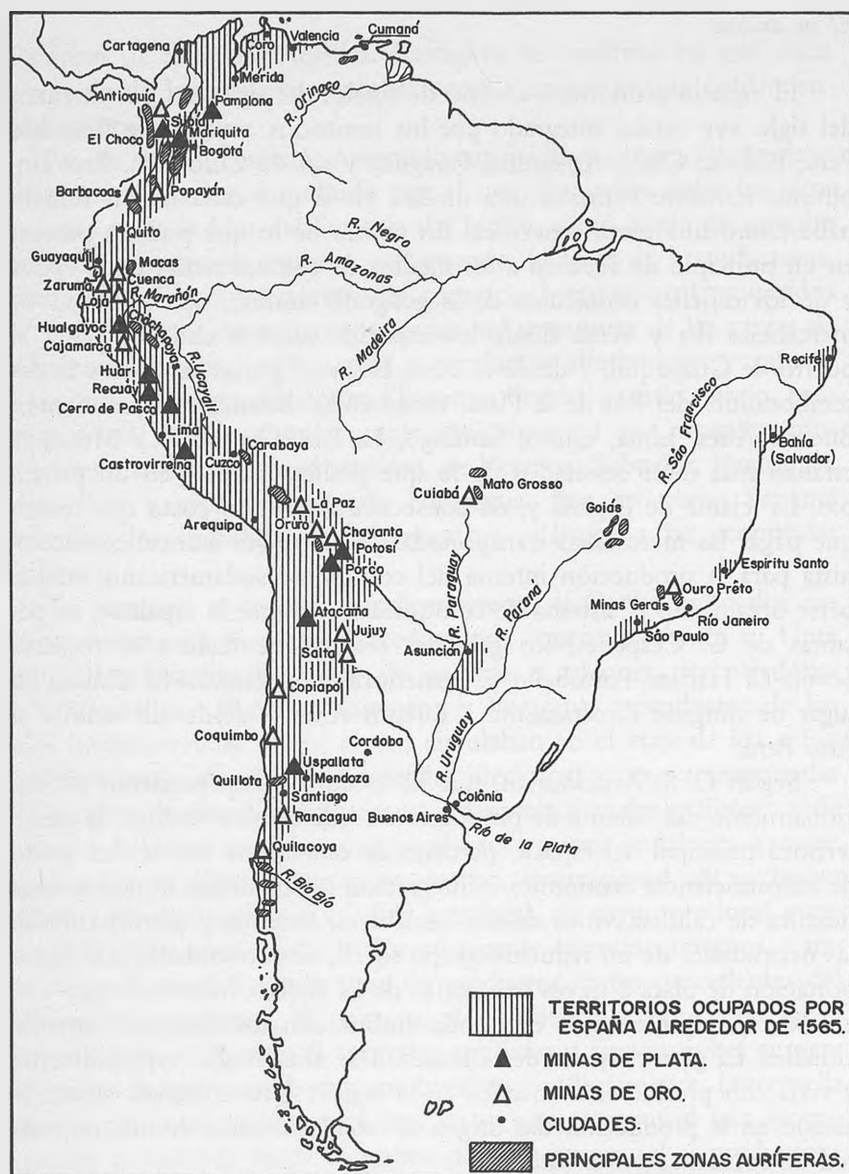 Cartagena
Coro
Valencia
Cumaná
Mérida
R. Orinoco
Antioquia
Pamplona
El Choco
Mariquita
Bogotá
Barbacoas
Popayán
Quito
R. Negro
R. Amazonas
Guayaquil
Macas
Cuenca
Zaruma
Loja
R. Marañón
Chachapoyas
Hualgayoc
Cajamarca
R. Ucayali
R. Madeira
Recife
Huari
Recuay
Cerro de Pasco
R. São Francisco
Lima
Carabaya
Castrovirreina
Cuzco
Bahía
(Salvador)
Cuiabá
Mato Grosso
La Paz
Goiás
Arequipa
Oruro
Chayanta
Potosí
Porco
R. Paraguay
R. Paraná
Espiritu Santo
Ouro Prêto
Minas Gerais
Río Janeiro
São Paulo
Atacama
Jujuy
Salta
Asunción
Copiapó
Coquimbo
Cordoba
R. Uruguay
Uspallata
Quillota
Mendoza
Santiago
Colonia
Buenos Aires
Río de la Plata
Rancagua
Quilacoya
R. Bío Bío
TERRITORIOS OCUPADOS POR
ESPAÑA ALREDEDOR DE 1565.
MINAS DE PLATA.
MINAS DE ORO.
CIUDADES.
PRINCIPALES ZONAS AURÍFERAS.